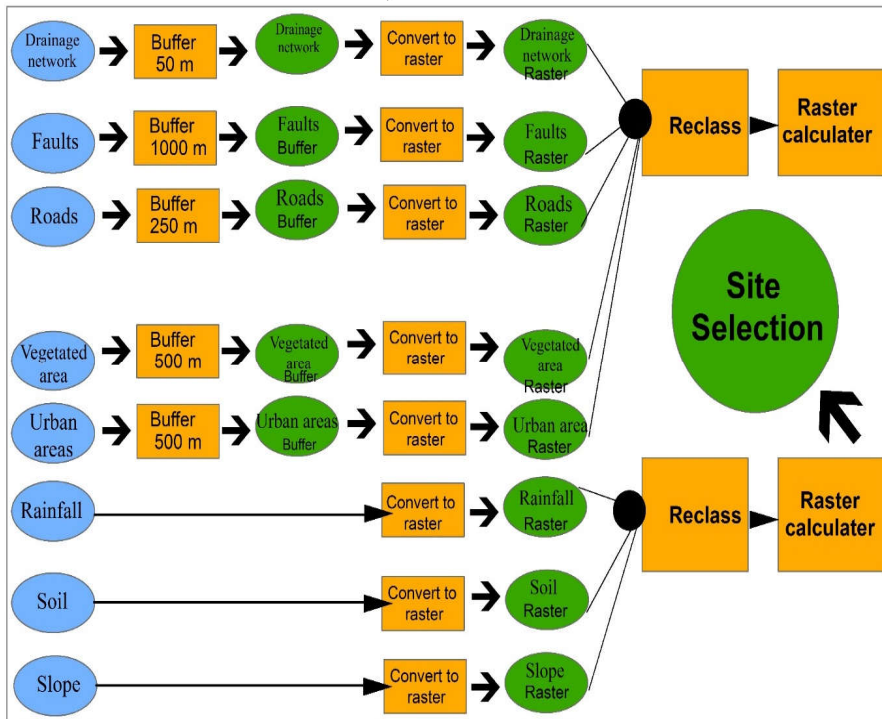 Drainage
network
Buffer
50 m
Drainage
network
Convert to
raster
Drainage
network
Raster
Faults
Buffer
1000 m
Faults
Buffer
Convert to
raster
Faults
Raster
Reclass
Raster
calculater
Roads
Buffer
250 m
Roads
Buffer
Convert to
raster
Roads
Raster
Site
Selection
Vegetated
area
Buffer
500 m
Vegetated
area
Buffer
Convert to
raster
Vegetated
area
Raster
Urban
areas
Buffer
500 m
Urban areas
Buffer
Convert to
raster
Urban area
Raster
Rainfall
Convert to
raster
Rainfall
Raster
Reclass
Raster
calculater
Soil
Convert to
raster
Soil
Raster
Slope
Convert to
raster
Slope
Raster